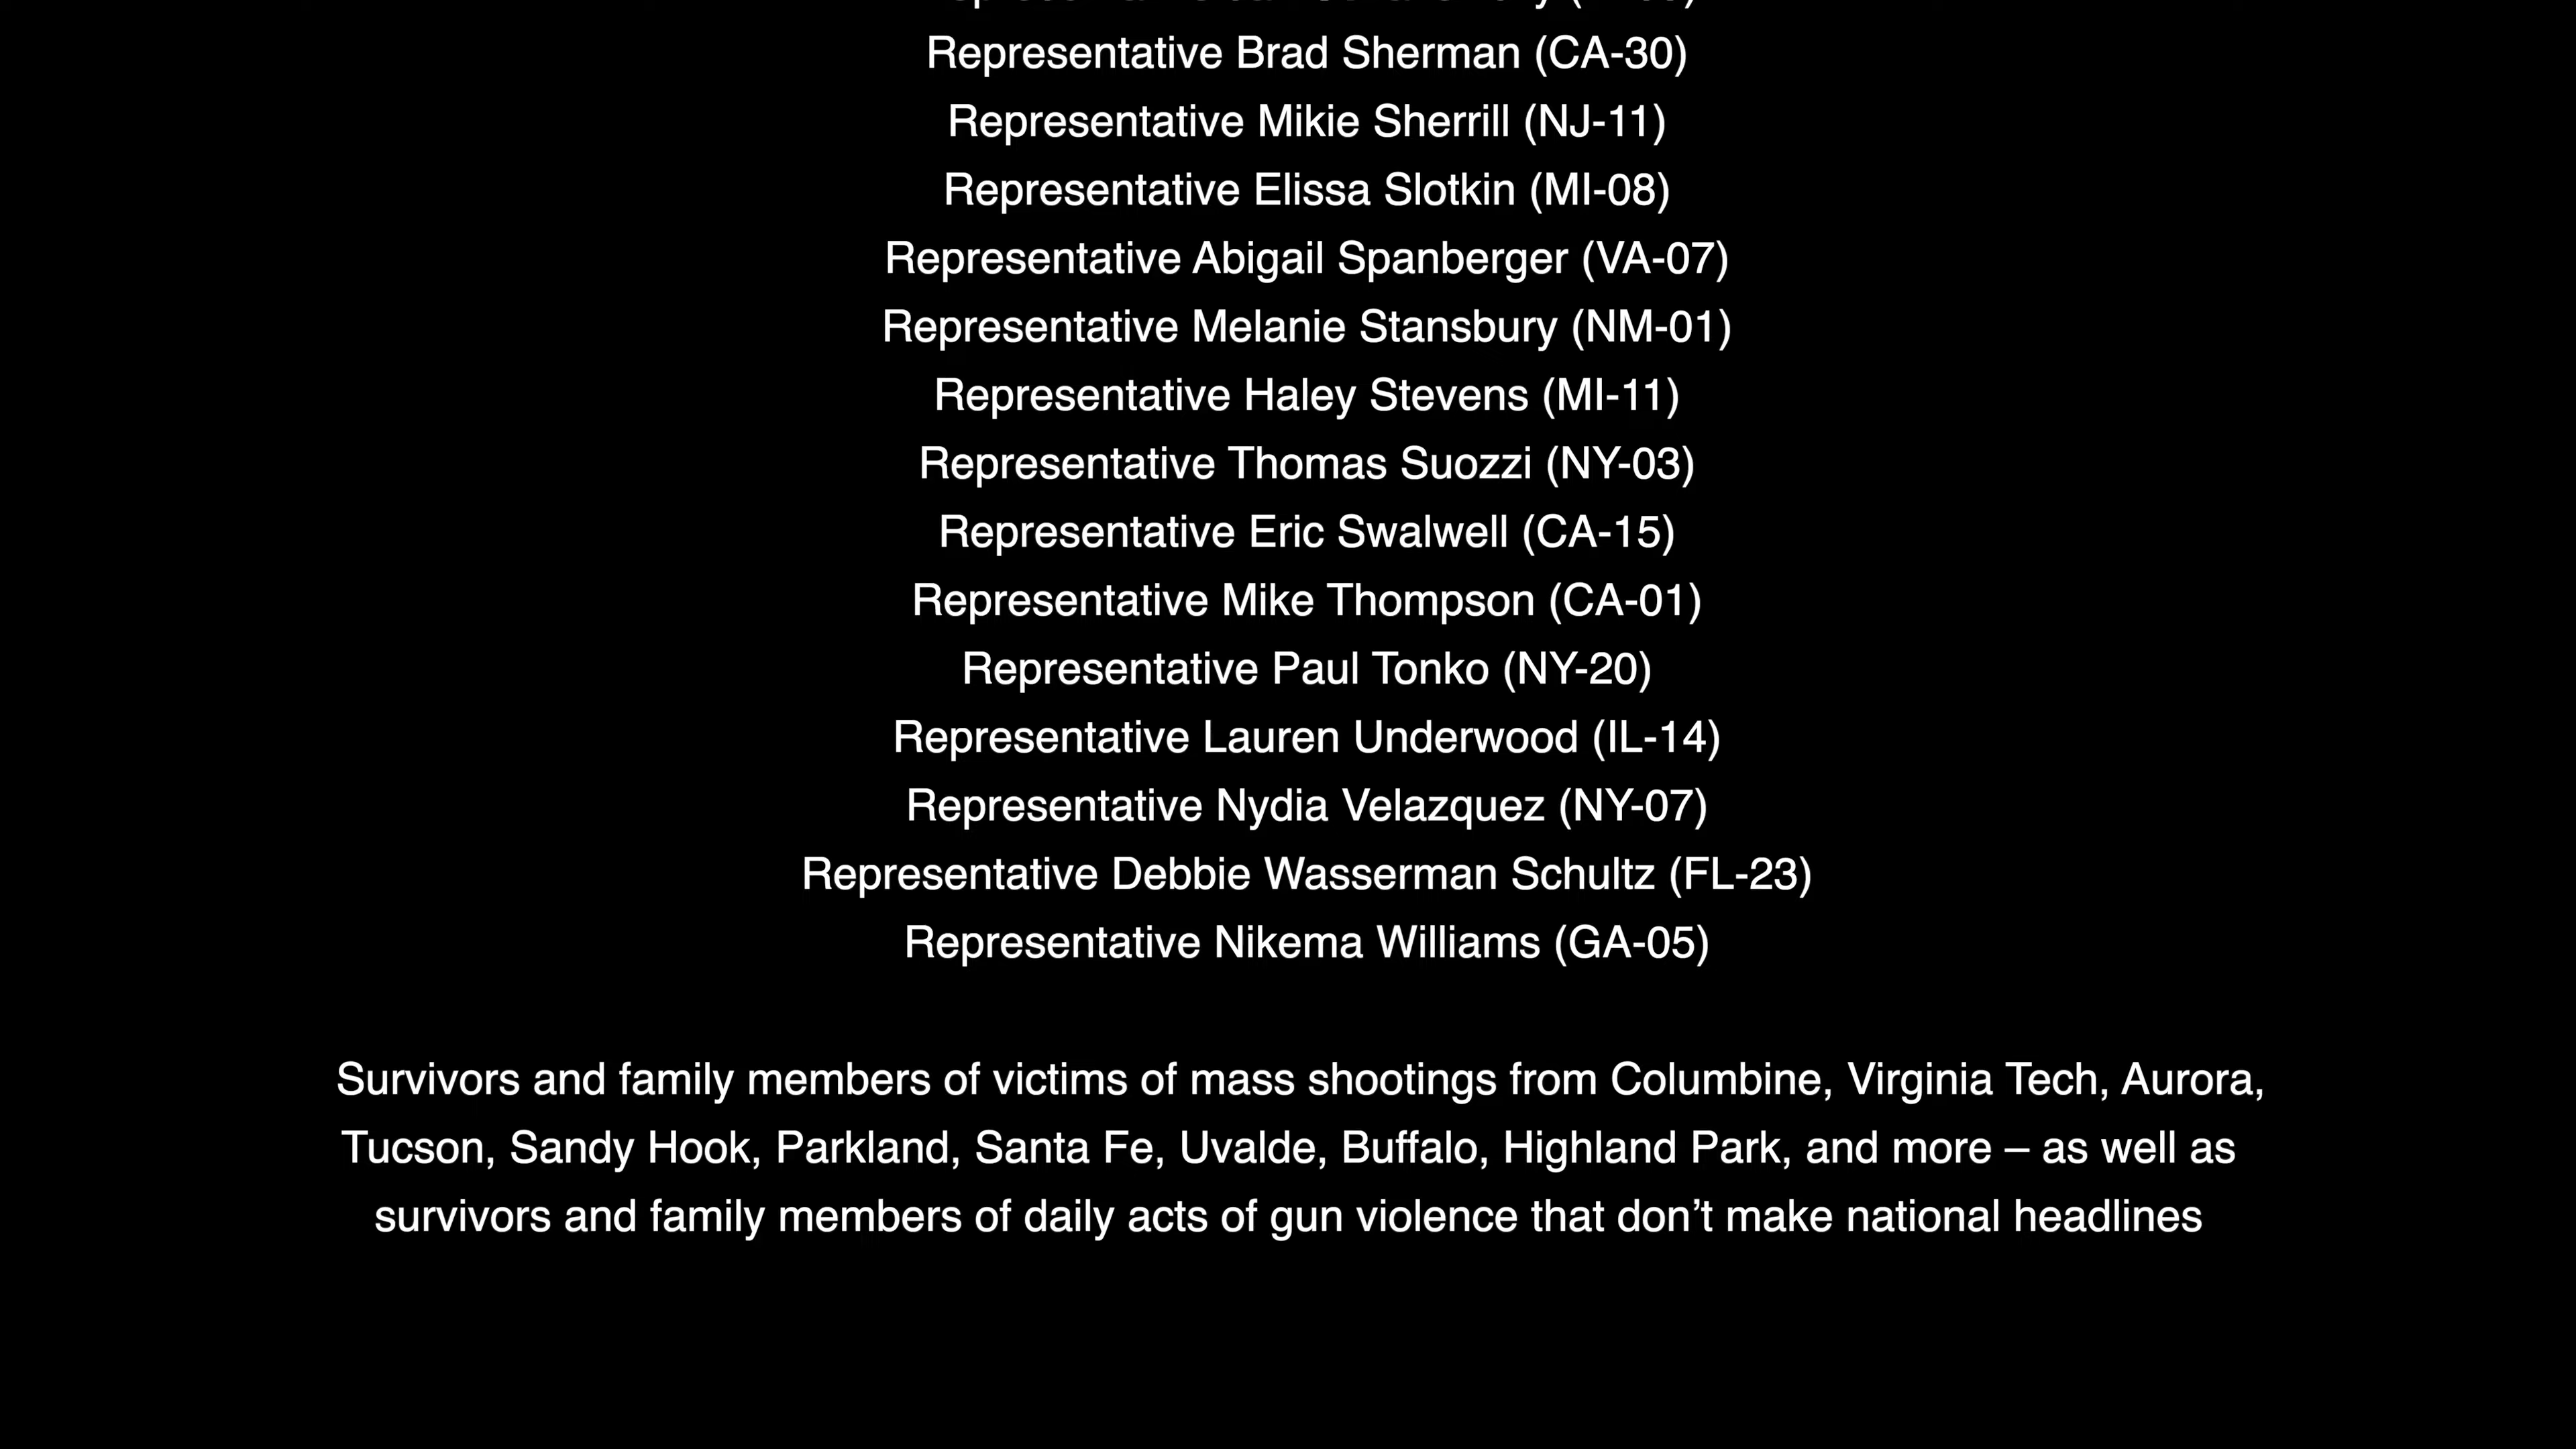 Representative Brad Sherman (CA-30)
Representative Mikie Sherrill (NJ-11)
Representative Elissa Slotkin (MI-08)
Representative Abigail Spanberger (VA-07)
Representative Melanie Stansbury (NM-01)
Representative Haley Stevens (MI-11)
Representative Thomas Suozzi (NY-03)
Representative Eric Swalwell (CA-15)
Representative Mike Thompson (CA-01)
Representative Paul Tonko (NY-20)
Representative Lauren Underwood (IL-14)
Representative Nydia Velazquez (NY-07)
Representative Debbie Wasserman Schultz (FL-23)
Representative Nikema Williams (GA-05)
Survivors and family members of victims of mass shootings from Columbine, Virginia Tech, Aurora,
Tucson, Sandy Hook, Parkland, Santa Fe, Uvalde, Buffalo, Highland Park, and more – as well as
survivors and family members of daily acts of gun violence that don’t make national headlines